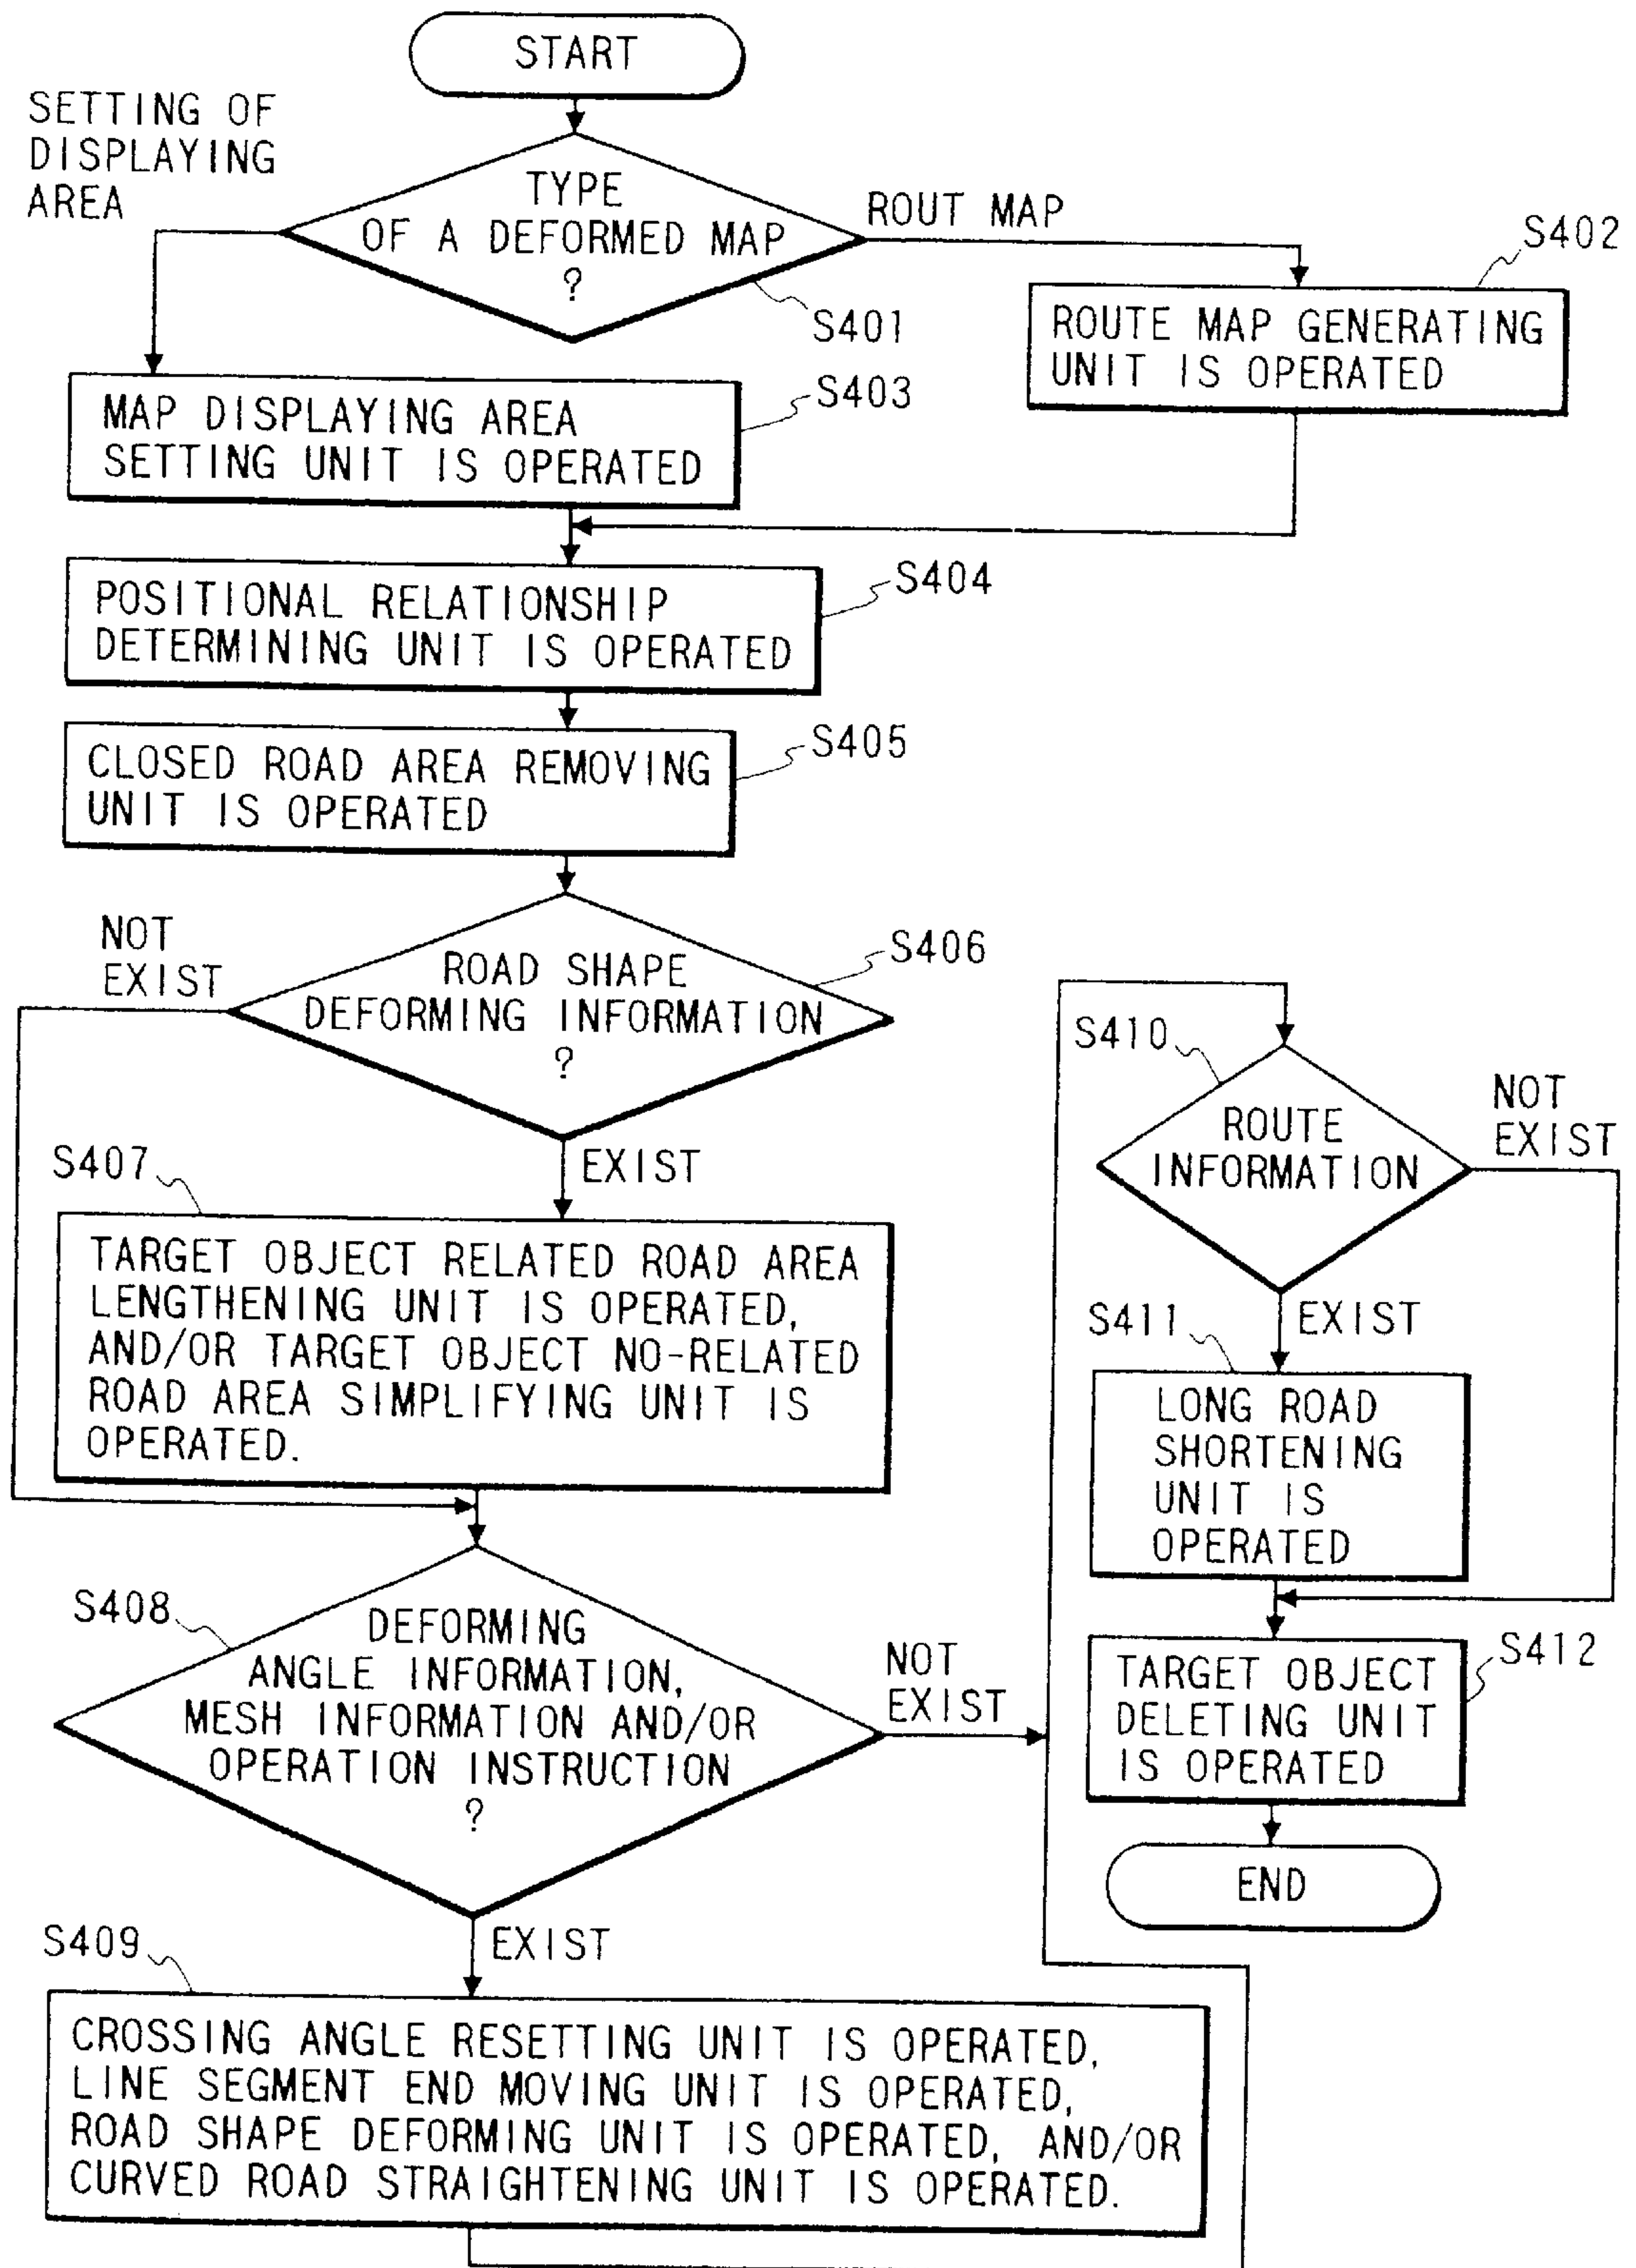 START
SETTING OF
DISPLAYING
AREA
TYPE
OF A DEFORMED MAP
?
ROUT MAP
S401
S402
ROUTE MAP GENERATING
UNIT IS OPERATED
S403
MAP DISPLAYING AREA
SETTING UNIT IS OPERATED
S404
POSITIONAL RELATIONSHIP
DETERMINING UNIT IS OPERATED
S405
CLOSED ROAD AREA REMOVING
UNIT IS OPERATED
NOT
EXIST
S406
ROAD SHAPE
DEFORMING INFORMATION
?
EXIST
S407
TARGET OBJECT RELATED ROAD AREA
LENGTHENING UNIT IS OPERATED,
AND/OR TARGET OBJECT NO-RELATED
ROAD AREA SIMPLIFYING UNIT IS
OPERATED.
S408
DEFORMING
ANGLE INFORMATION,
MESH INFORMATION AND/OR
OPERATION INSTRUCTION
?
NOT
EXIST
EXIST
S409
CROSSING ANGLE RESETTING UNIT IS OPERATED,
LINE SEGMENT END MOVING UNIT IS OPERATED,
ROAD SHAPE DEFORMING UNIT IS OPERATED, AND/OR
CURVED ROAD STRAIGHTENING UNIT IS OPERATED.
S410
ROUTE
INFORMATION
NOT
EXIST
EXIST
S411
LONG ROAD
SHORTENING
UNIT IS
OPERATED
S412
TARGET OBJECT
DELETING UNIT
IS OPERATED
END